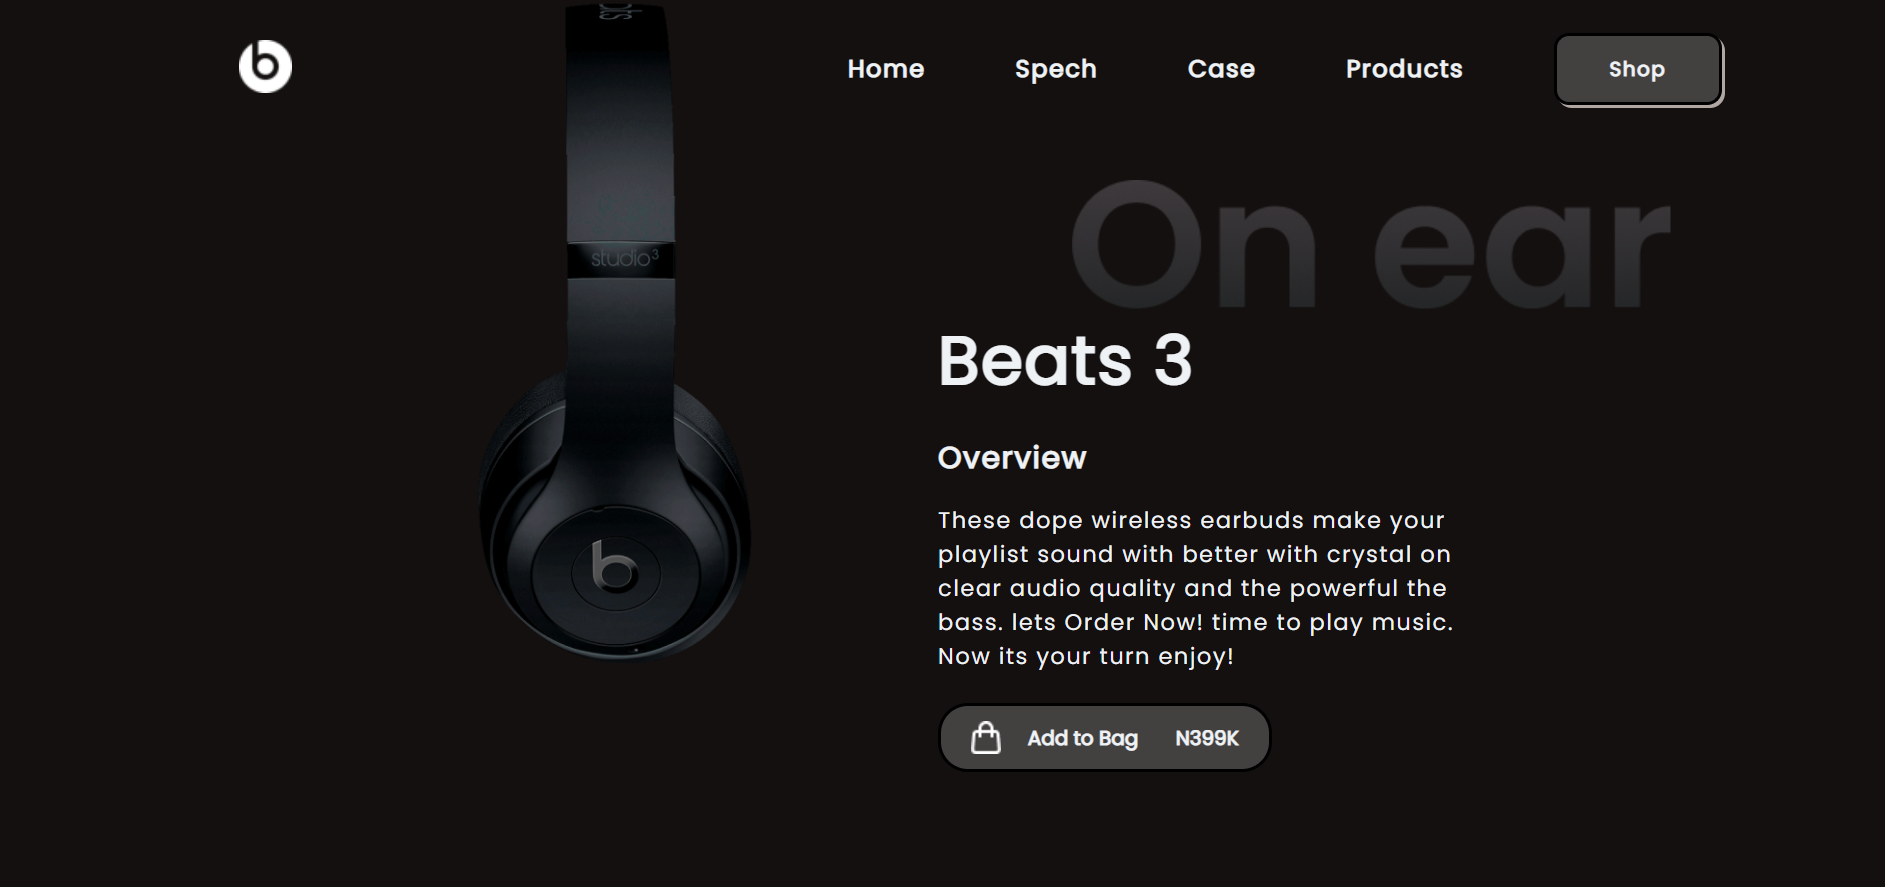 Home Spech Case Products Shop
studio3
On ear
Beats 3
Overview
These dope wireless earbuds make your
playlist sound with better with crystal on
clear audio quality and the powerful the
bass. lets Order Now! time to play music.
Now its your turn enjoy!
Add to Bag N399K